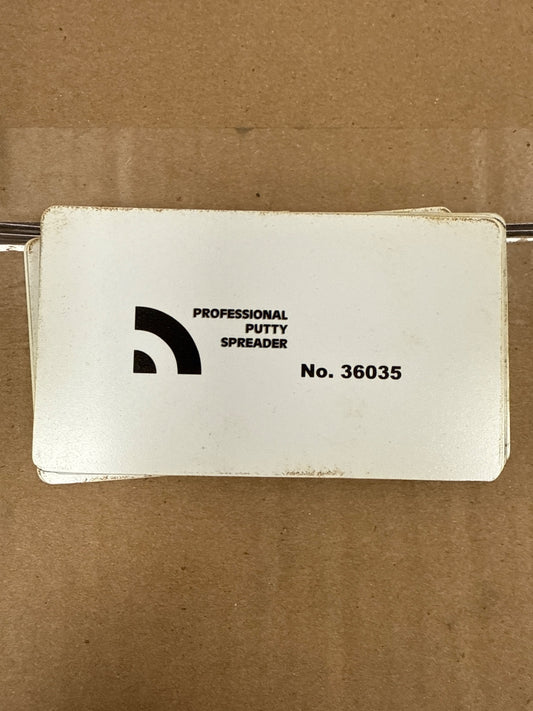 PROFESSIONAL
PUTTY
SPREADER
No. 36035